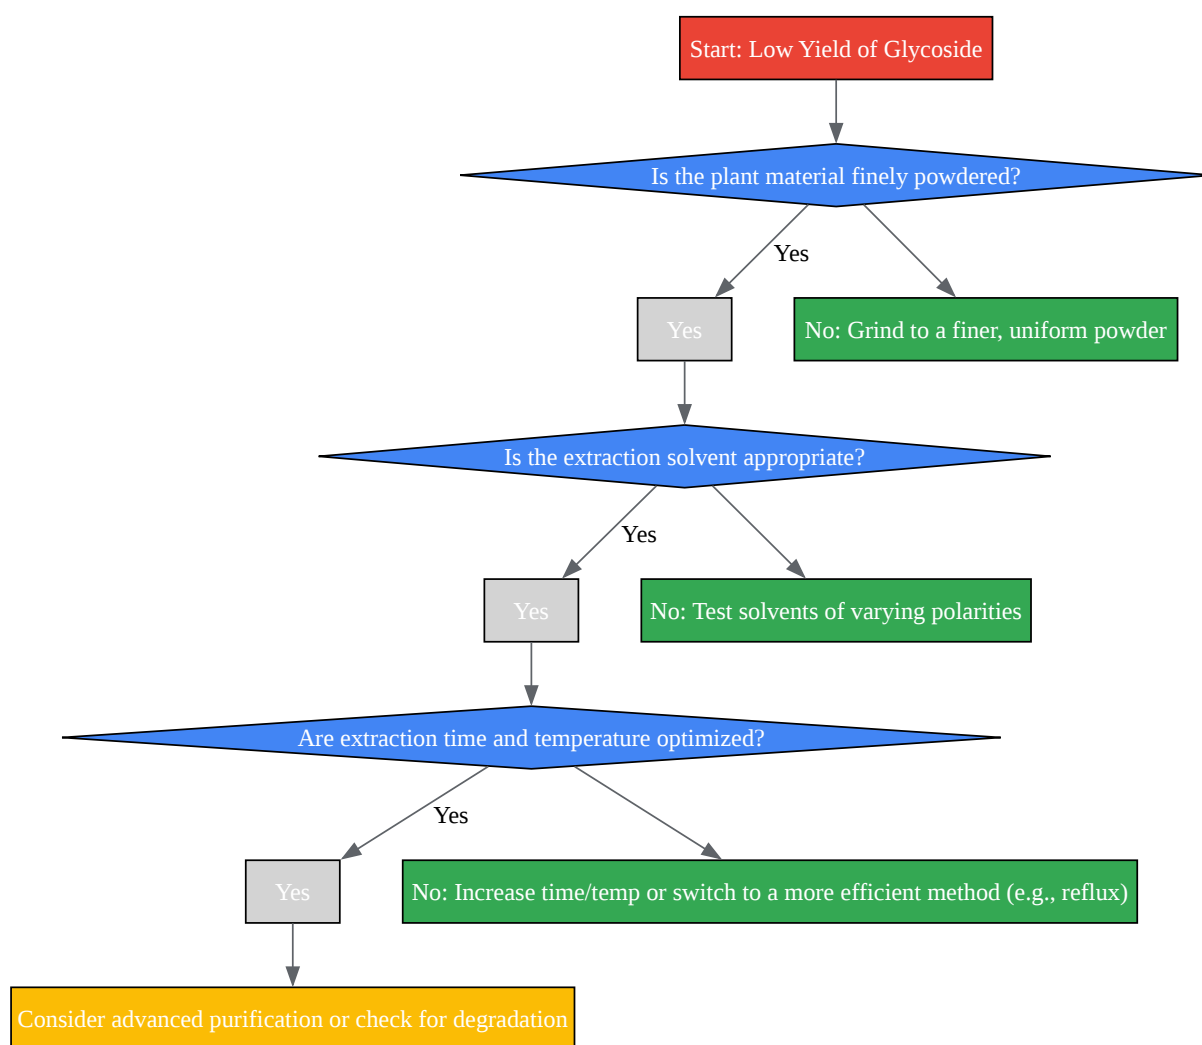 Start: Low Yield of Glycoside
Is the plant material finely powdered?
Yes
Yes
No: Grind to a finer, uniform powder
Is the extraction solvent appropriate?
Yes
Yes
No: Test solvents of varying polarities
Are extraction time and temperature optimized?
Yes
Yes
No: Increase time/temp or switch to a more efficient method (e.g., reflux)
Consider advanced purification or check for degradation